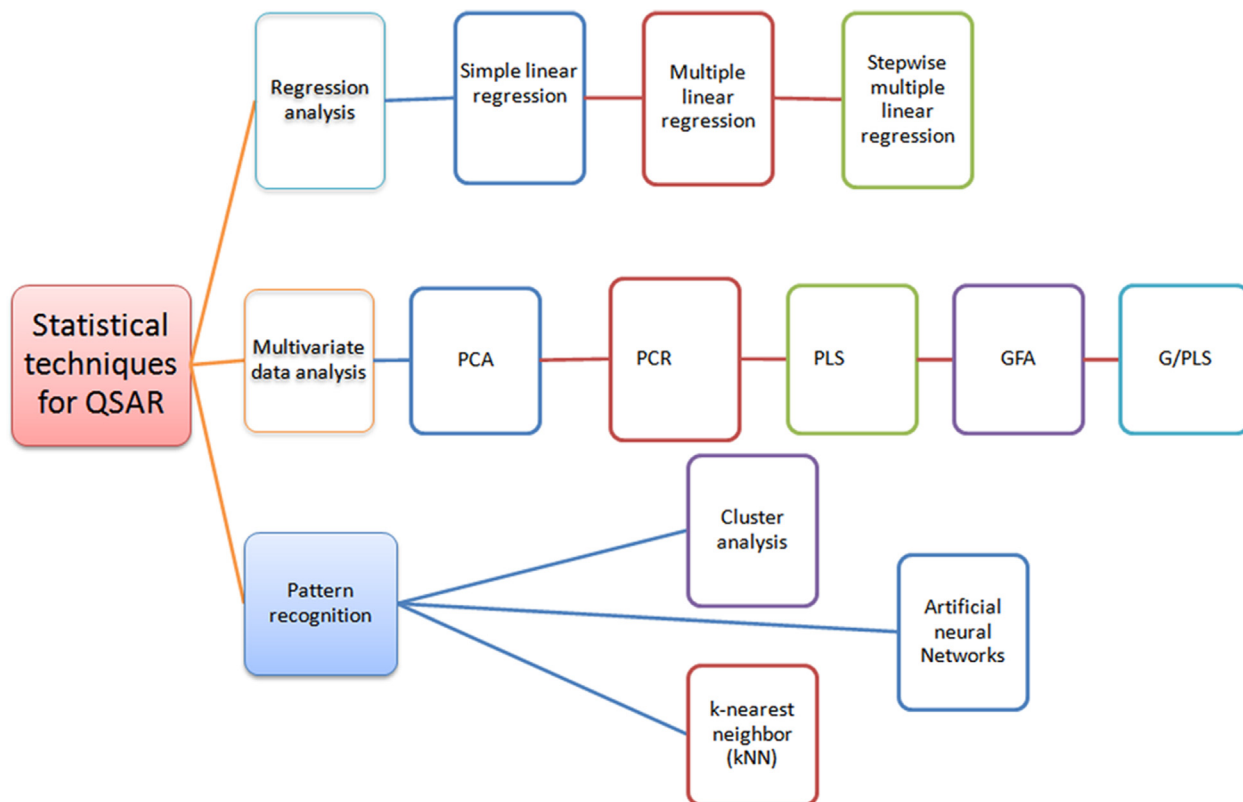 Statistical
techniques
for QSAR
Regression
analysis
Simple linear
regression
Multiple
linear
regression
Stepwise
multiple
linear
regression
Multivariate
data analysis
PCA
PCR
PLS
GFA
G/PLS
Pattern
recognition
Cluster
analysis
Artificial
neural
Networks
k-nearest
neighbor
(kNN)